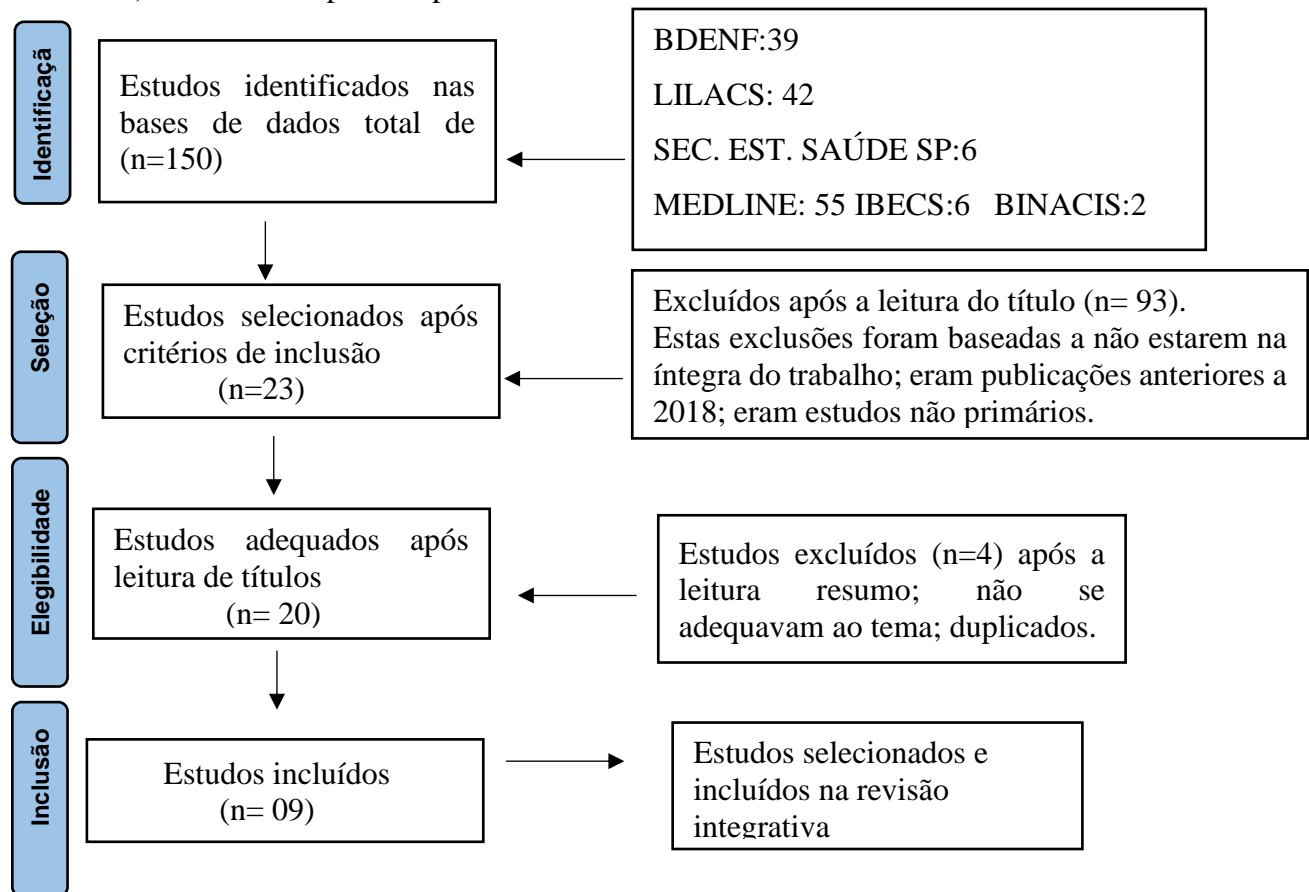 Identificaçã
Estudos identificados nas
bases de dados total de
(n=150)
BDENF:39
LILACS: 42
SEC. EST. SAÚDE SP:6
MEDLINE: 55 IBECS:6 BINACIS:2
Seleção
Estudos selecionados após
critérios de inclusão
(n=23)
Excluídos após a leitura do título (n= 93).
Estas exclusões foram baseadas a não estarem na
íntegra do trabalho; eram publicações anteriores a
2018; eram estudos não primários.
Elegibilidade
Estudos adequados após
leitura de títulos
(n= 20)
Estudos excluídos (n=4) após a
leitura resumo; não se
adequavam ao tema; duplicados.
Inclusão
Estudos incluídos
(n= 09)
Estudos selecionados e
incluídos na revisão
integrativa